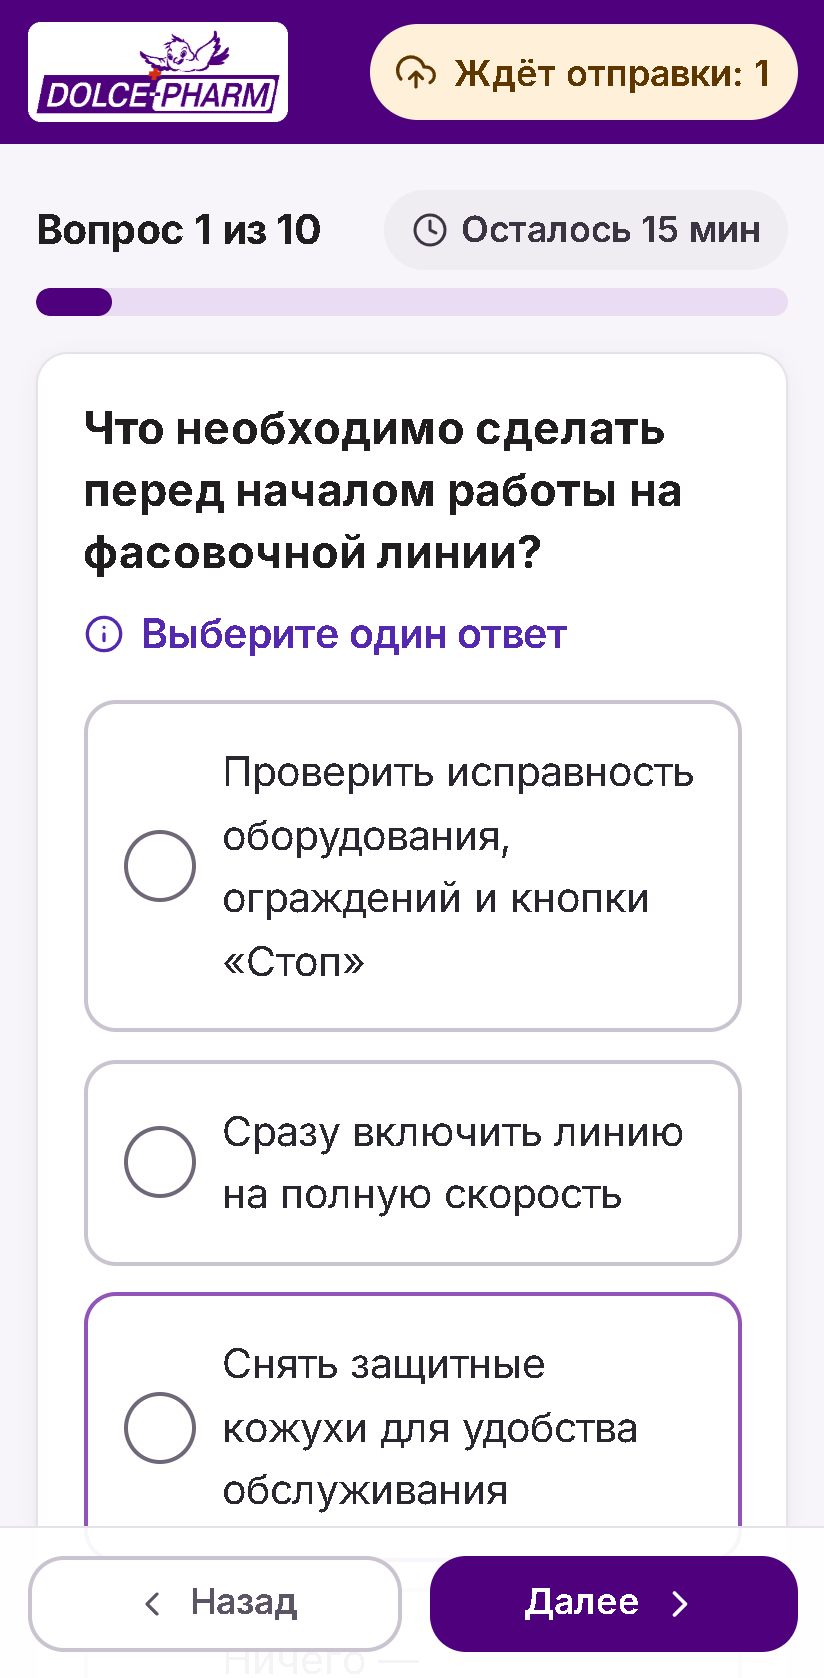 DOLCE-PHARM
Ждёт отправки: 1
Вопрос 1 из 10
Осталось 15 мин
Что необходимо сделать
перед началом работы на
фасовочной линии?
Выберите один ответ
Проверить исправность
оборудования,
ограждений и кнопки
«Стоп»
Сразу включить линию
на полную скорость
Снять защитные
кожухи для удобства
обслуживания
Назад
Далее
Ничего —